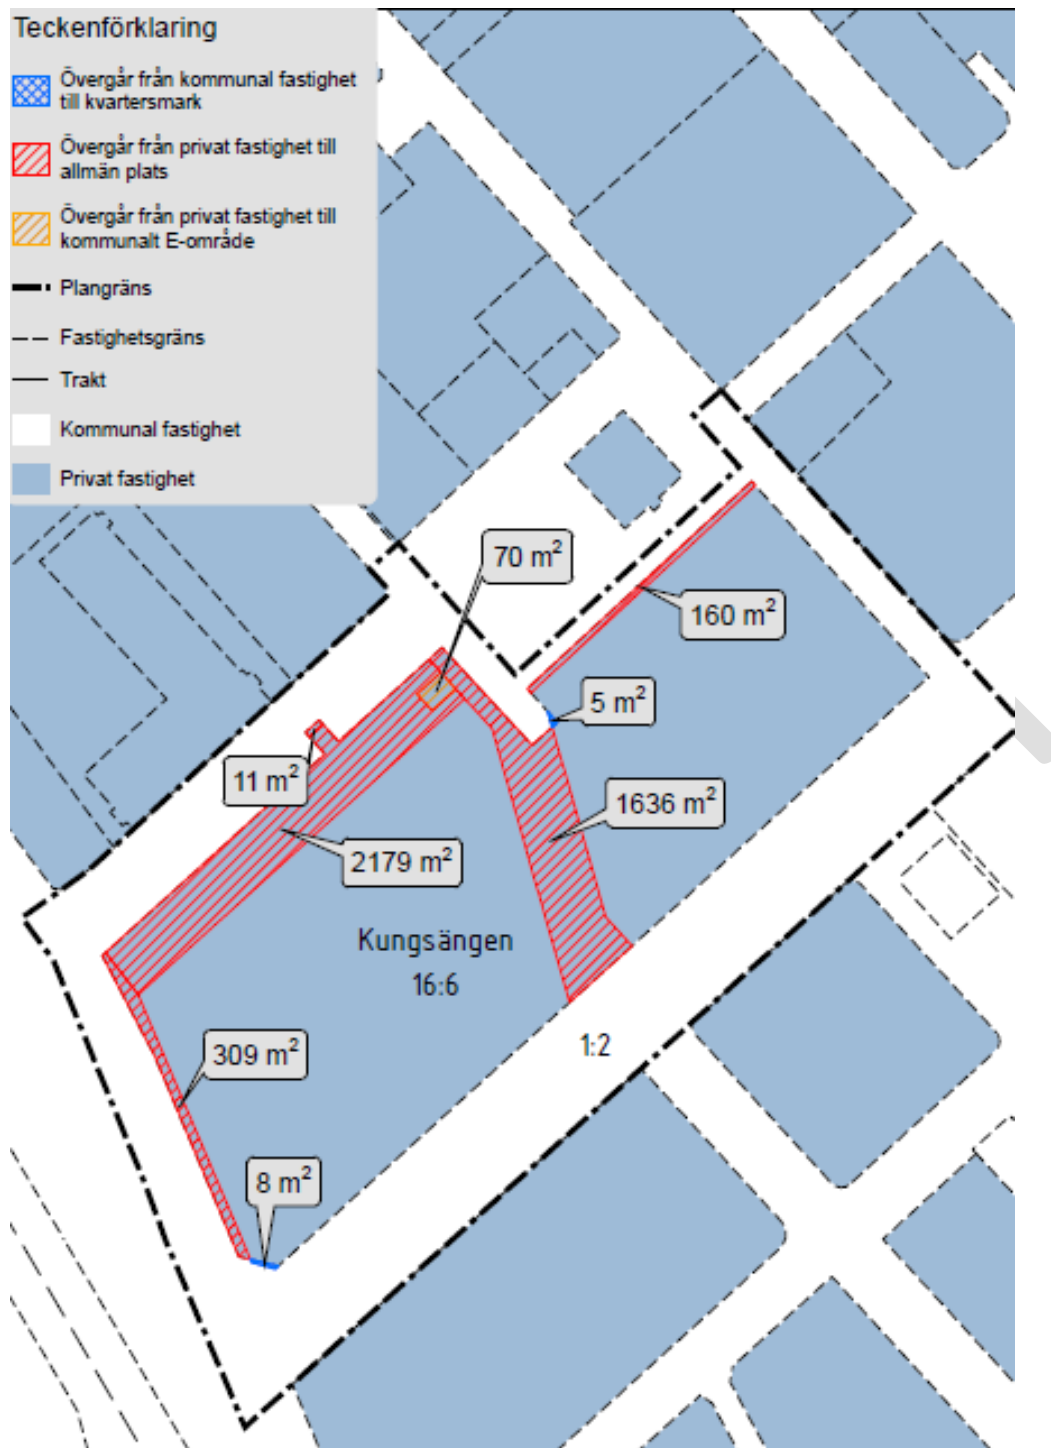 Teckenförklaring
Övergår från kommunal fastighet
till kvartersmark
Övergår från privat fastighet till
allmän plats
Övergår från privat fastighet till
kommunalt E-område
Plangräns
Fastighetsgräns
Trakt
Kommunal fastighet
Privat fastighet
70 m²
160 m²
5 m²
11 m²
1636 m²
2179 m²
Kungsängen
16:6
309 m²
1:2
8 m²